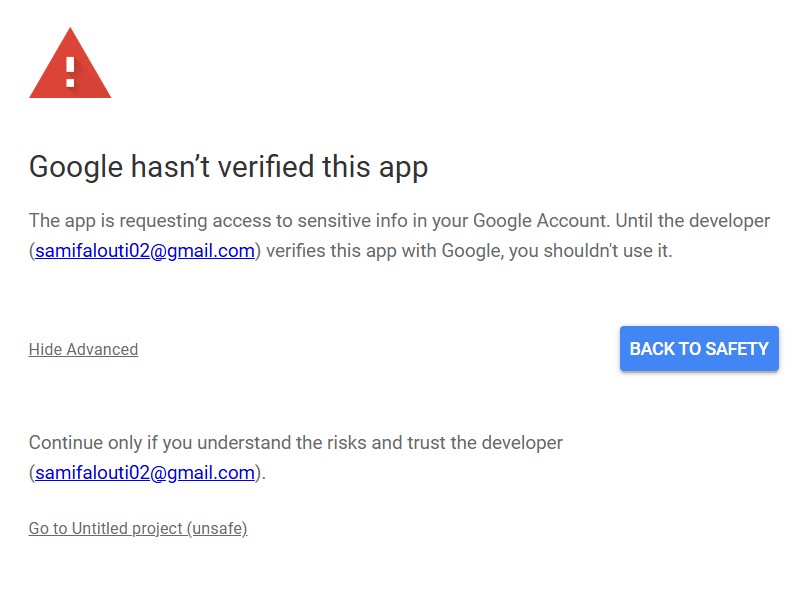 Google hasn’t verified this app
The app is requesting access to sensitive info in your Google Account. Until the developer
(samifalouti02@gmail.com) verifies this app with Google, you shouldn't use it.
Hide Advanced
BACK TO SAFETY
Continue only if you understand the risks and trust the developer
(samifalouti02@gmail.com).
Go to Untitled project (unsafe)